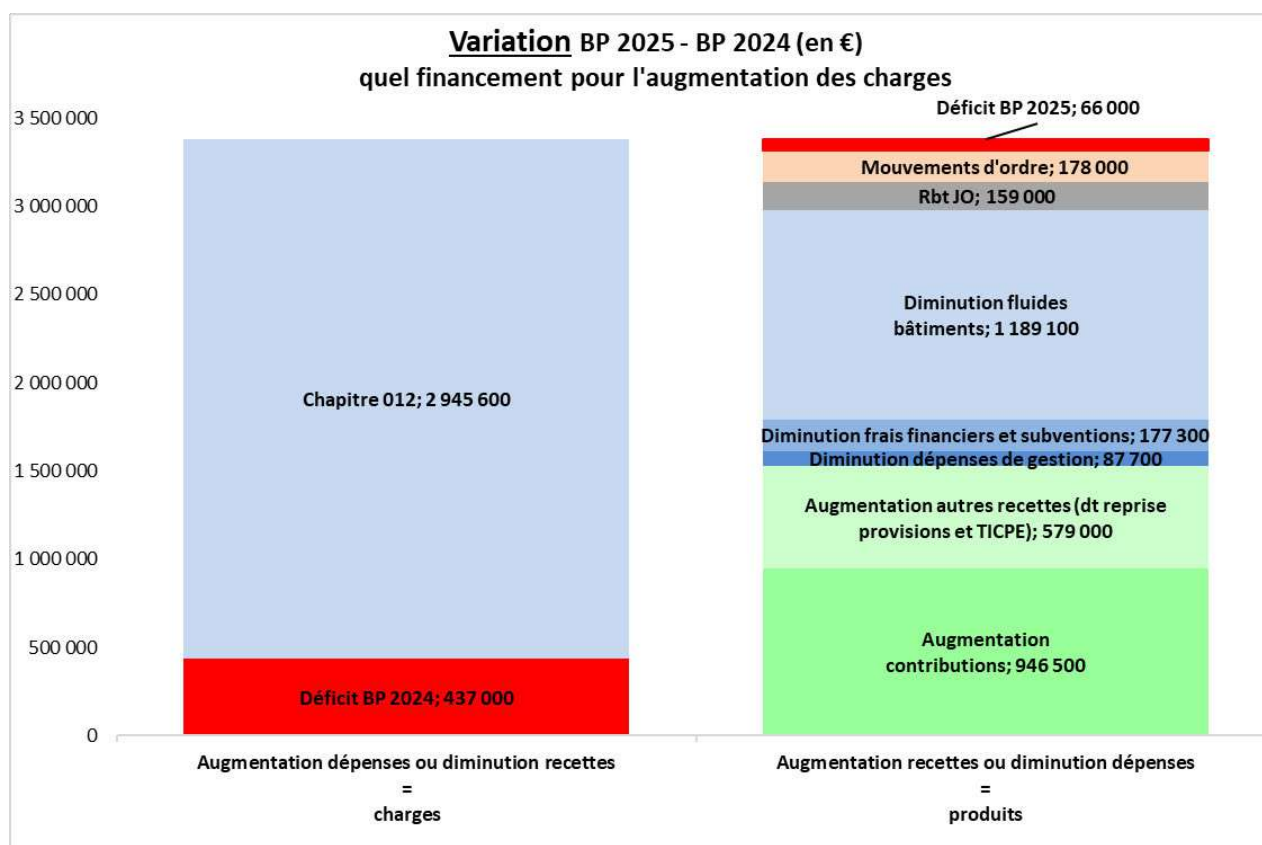 Variation BP 2025 - BP 2024 (en €)
quel financement pour l'augmentation des charges
3 500 000
3 000 000
2 500 000
2 000 000
1 500 000
1 000 000
500 000
0
Chapitre 012; 2 945 600
Déficit BP 2024; 437 000
Déficit BP 2025; 66 000
Mouvements d'ordre; 178 000
Rbt JO; 159 000
Diminution fluides
bâtiments; 1 189 100
Diminution frais financiers et subventions; 177 300
Diminution dépenses de gestion; 87 700
Augmentation autres recettes (dt reprise
provisions et TICPE); 579 000
Augmentation
contributions; 946 500
Augmentation dépenses ou diminution recettes
=
charges
Augmentation recettes ou diminution dépenses
=
produits